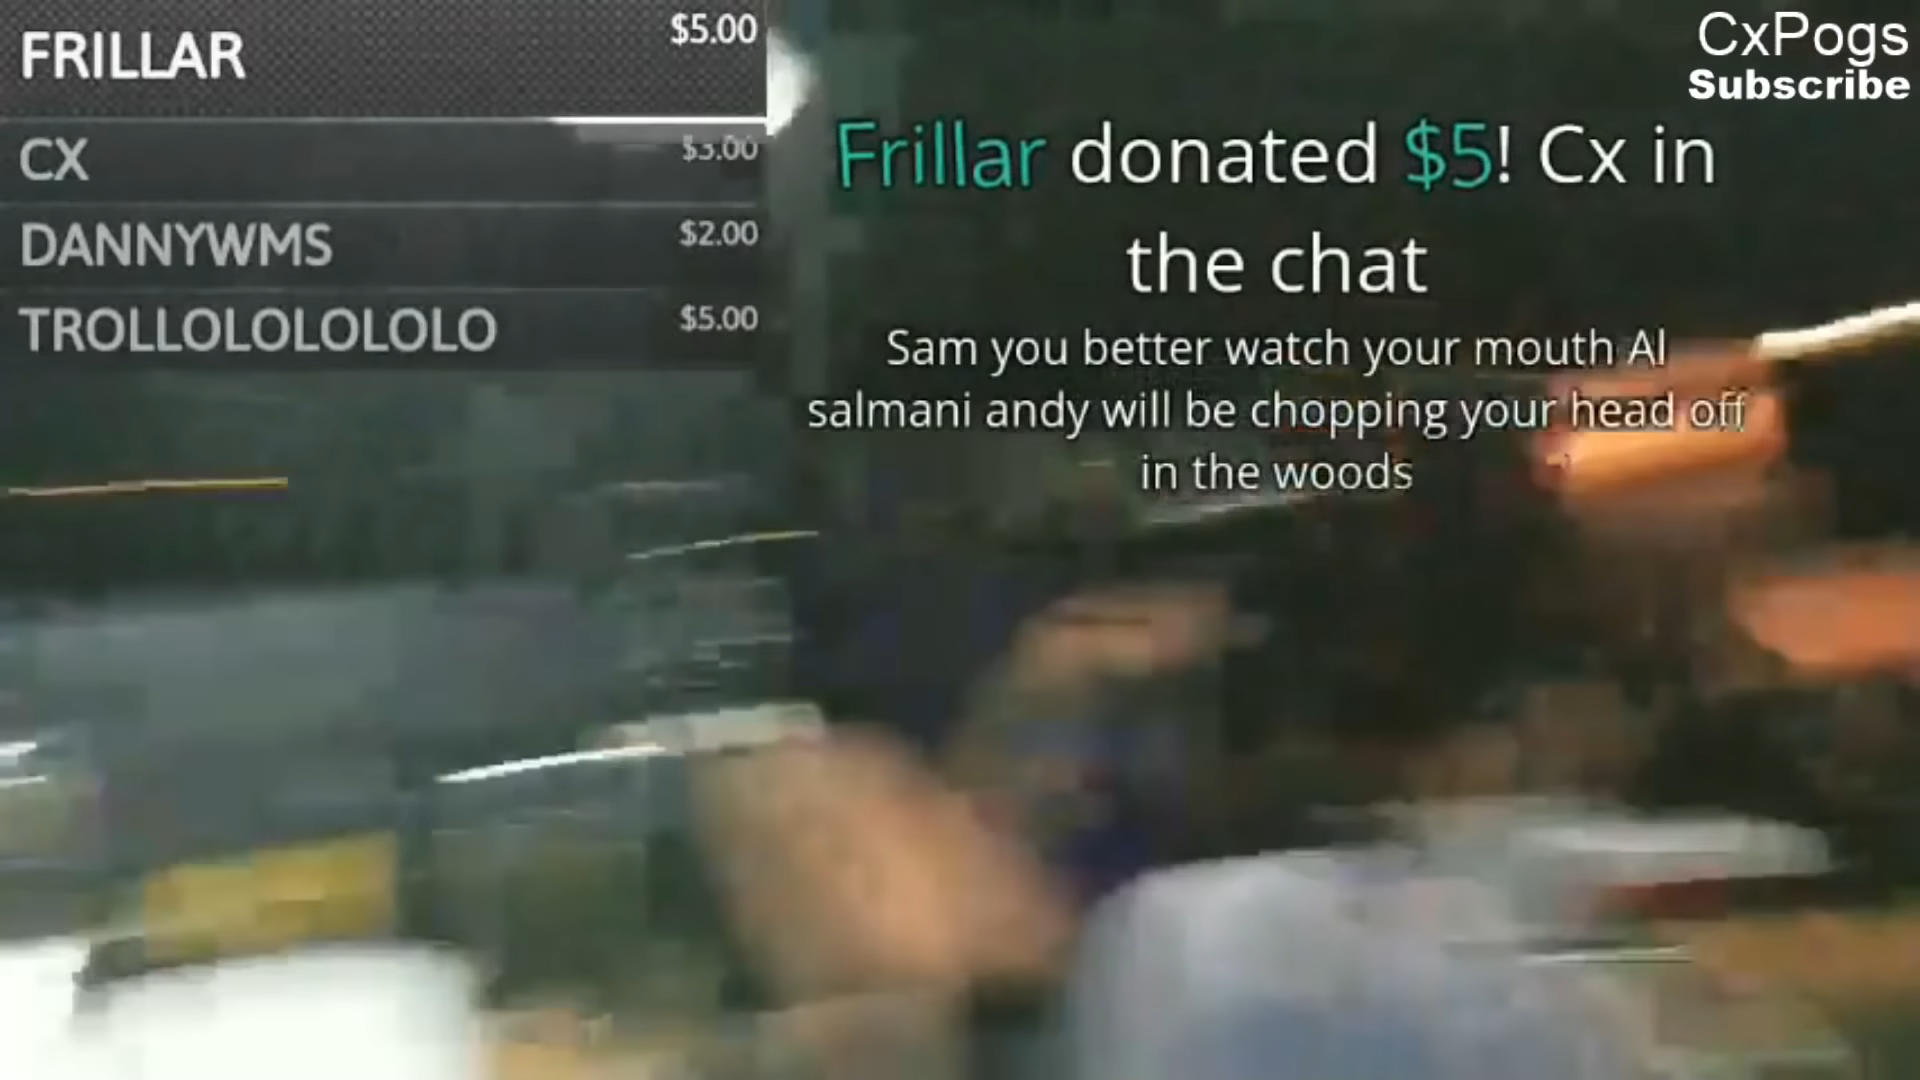 FRILLAR $5.00
CX $3.00
DANNYWMS $2.00
TROLLOLOLOLOLO $5.00
CxPogs
Subscribe
Frillar donated $5! Cx in
the chat
Sam you better watch your mouth Al
salmani andy will be chopping your head off
in the woods